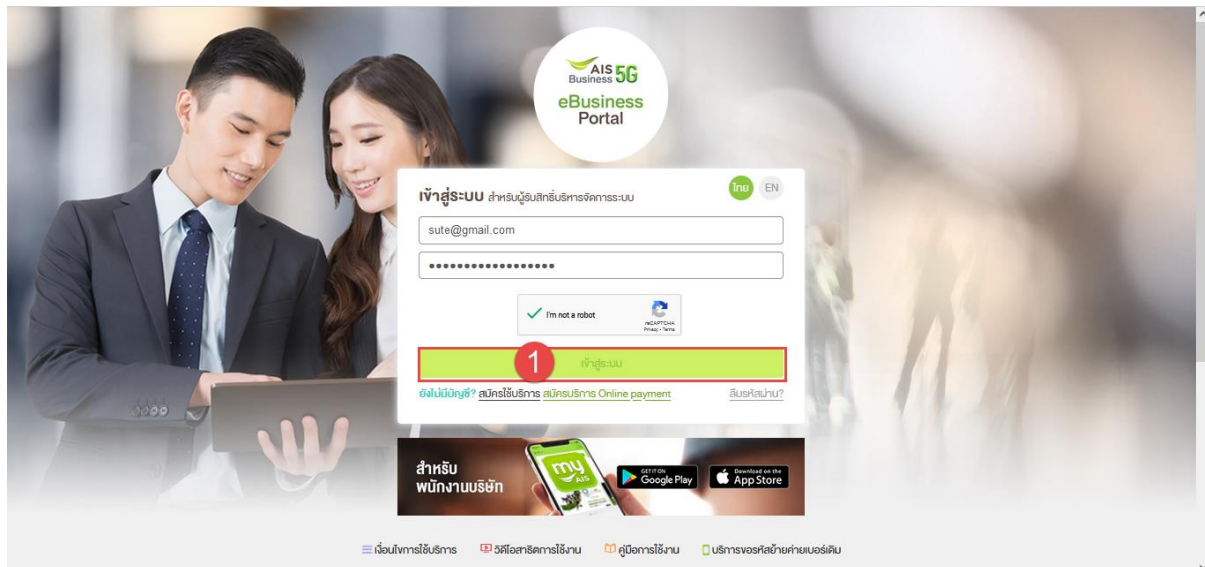 AIS 5G
Business
eBusiness
Portal
เข้าสู่ระบบ สำหรับผู้รับสิทธิ์บริหารจัดการระบบ
ไทย EN
sute@gmail.com
I'm not a robot
reCAPTCHA
Privacy - Terms
1 เข้าสู่ระบบ
ยังไม่มีบัญชี? สมัครใช้บริการ สมัครบริการ Online payment ลืมรหัสผ่าน?
สำหรับ
พนักงานบริษัท
my
AIS
GET IT ON
Google Play
Download on the
App Store
เงื่อนไขการใช้บริการ วิดีโอสาธิตการใช้งาน คู่มือการใช้งาน บริการขอรหัสย้ายค่ายเบอร์เดิม